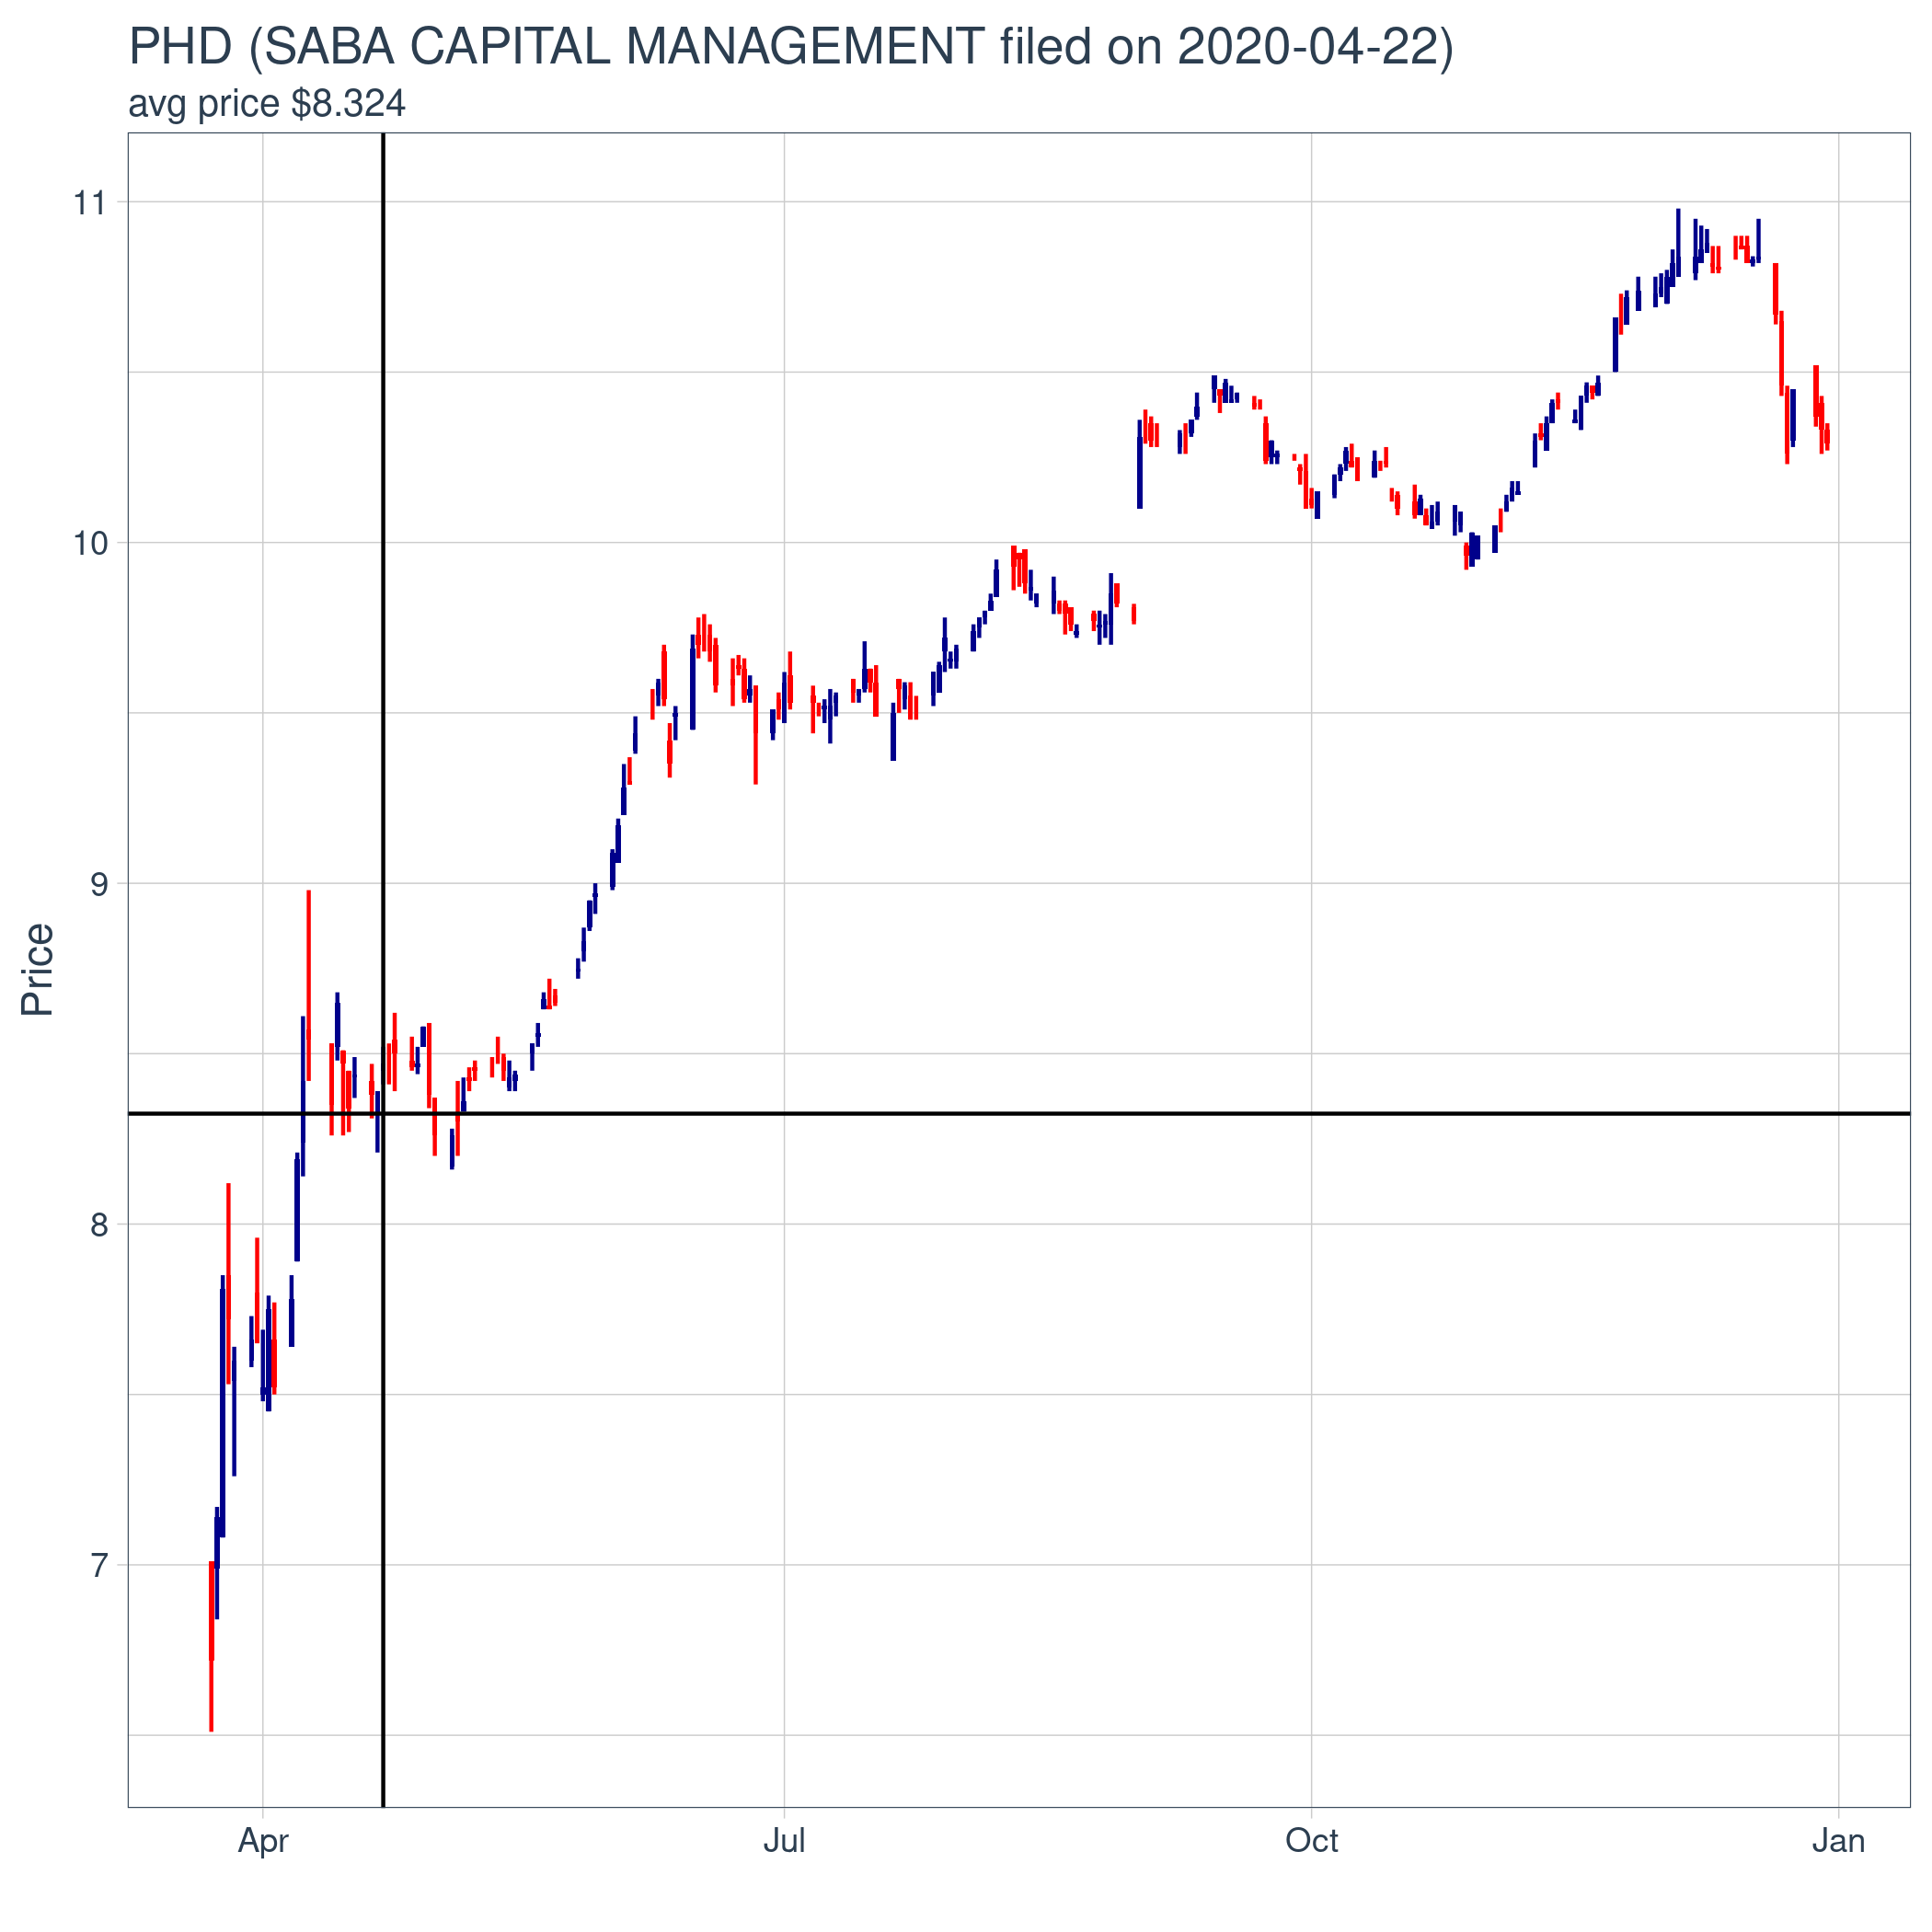 PHD (SABA CAPITAL MANAGEMENT filed on 2020-04-22)
avg price $8.324
11
10
9
8
7
Price
Apr Jul Oct Jan